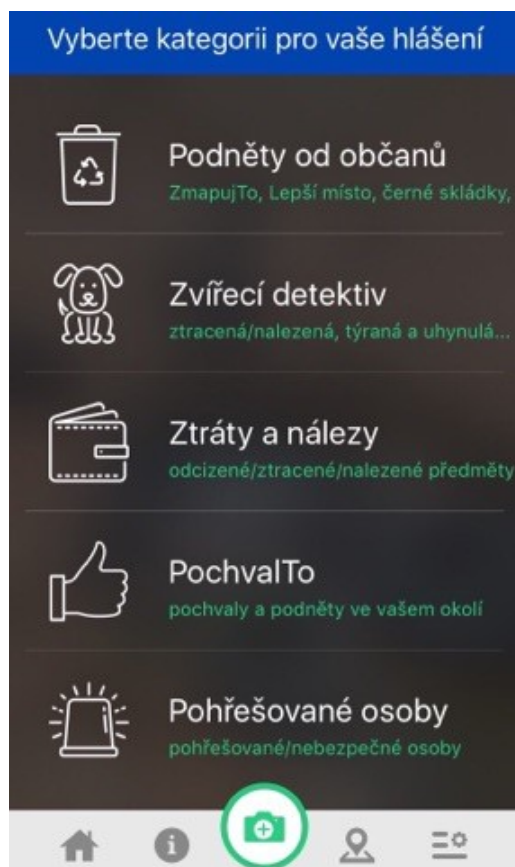 Vyberte kategorii pro vaše hlášení
Podněty od občanů
ZmapujTo, Lepší místo, černé skládky,
Zvířecí detektiv
ztracená/nalezená, týraná a uhynulá...
Ztráty a nálezy
odcizené/ztracené/nalezené předměty
PochvalTo
pochvaly a podněty ve vašem okolí
Pohřešované osoby
pohřešované/nebezpečné osoby